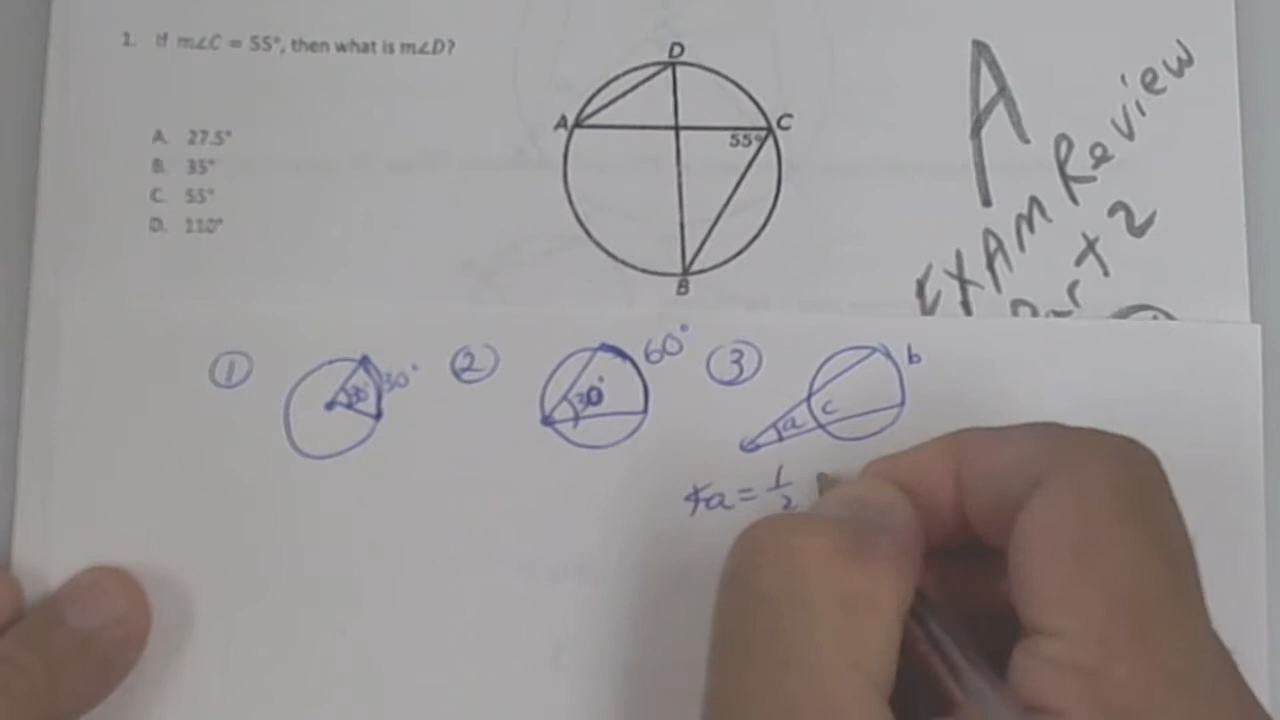 1. If m∠C = 55°, then what is m∠D?
A. 27.5°
B. 35°
C. 55°
D. 110°
D
A
C
55°
B
A
EXAM Review
Part 2
① 30° 30°
② 30° 60°
③ a c b
∡a = 1/2